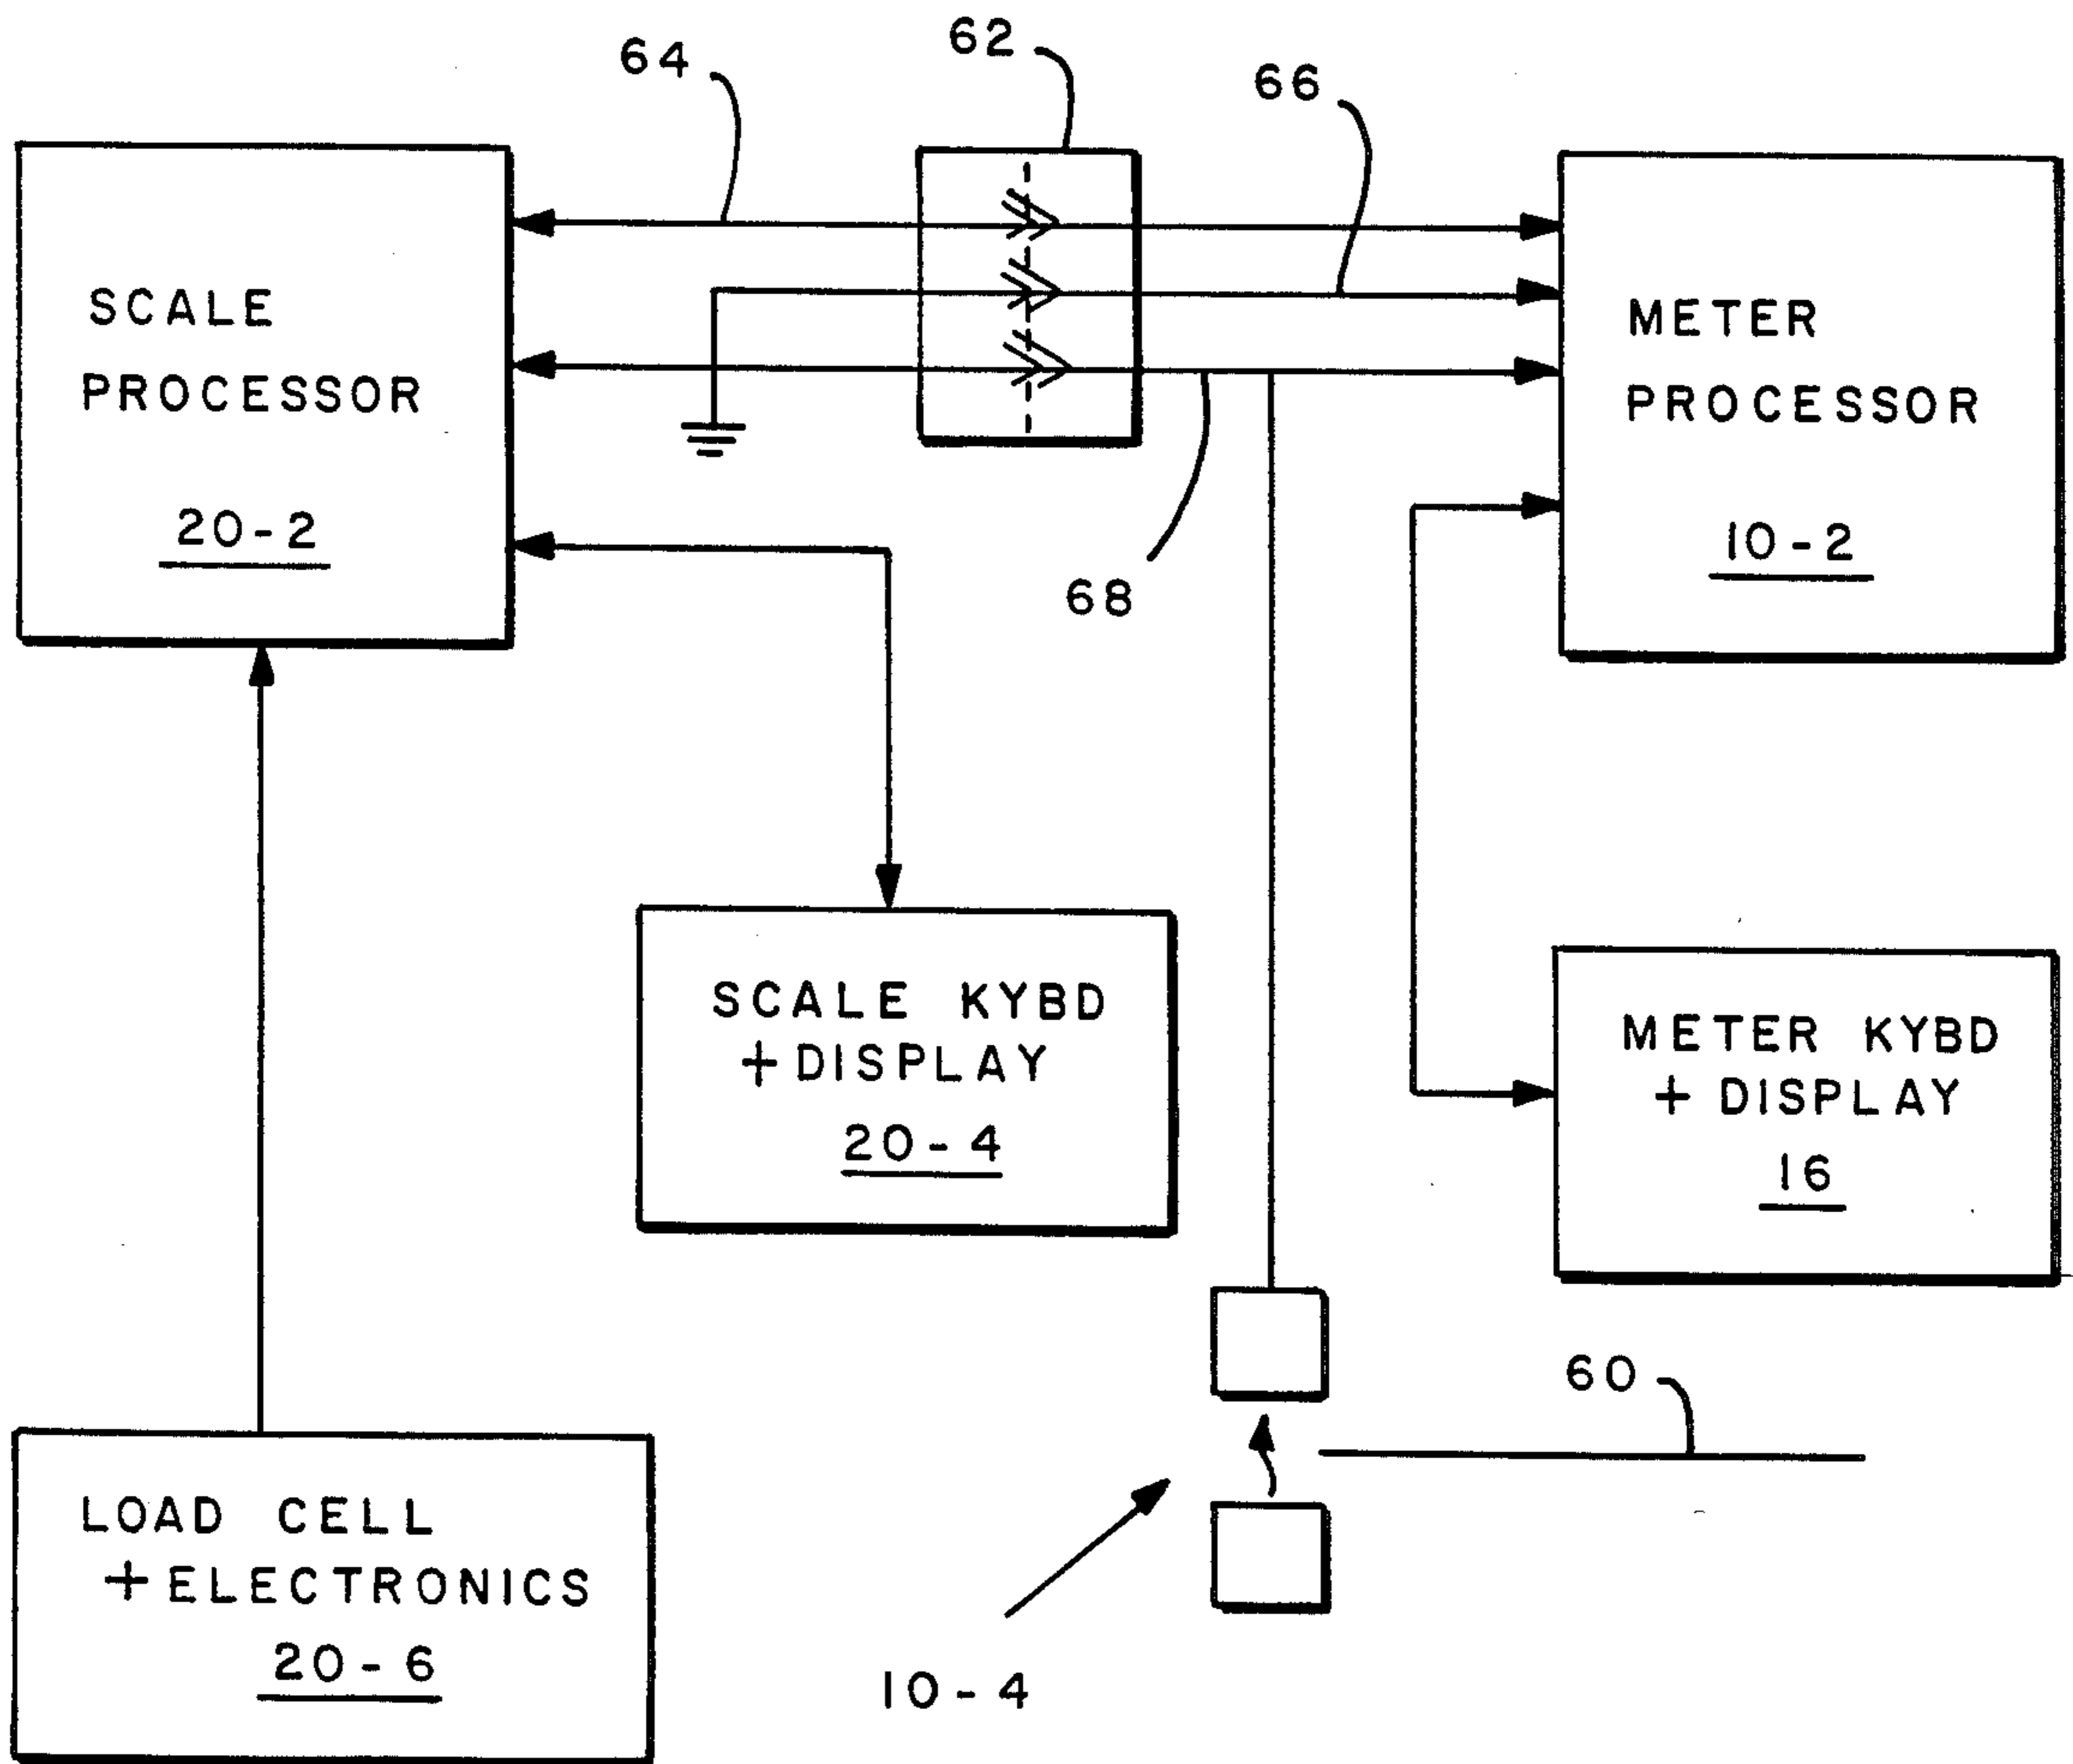 64
62
66
SCALE
PROCESSOR
20-2
METER
PROCESSOR
10-2
68
SCALE KYBD
+ DISPLAY
20-4
METER KYBD
+ DISPLAY
16
60
LOAD CELL
+ ELECTRONICS
20-6
10-4